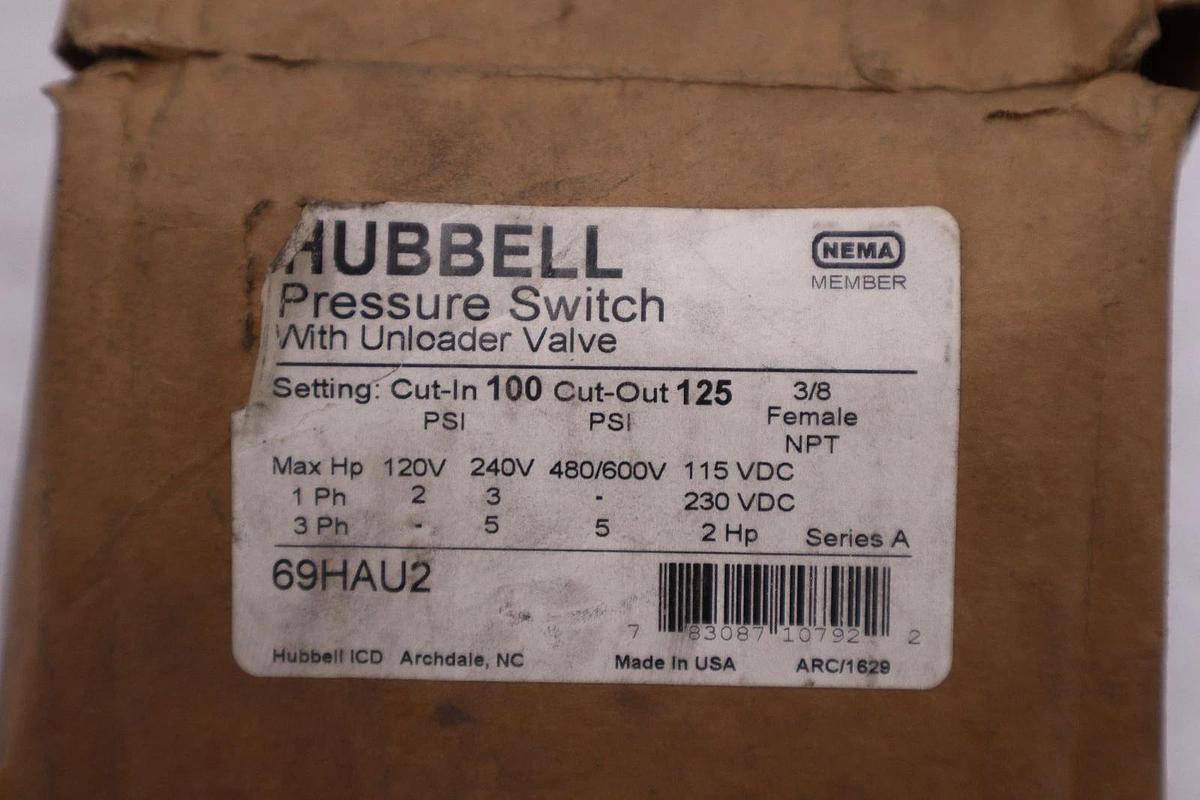 HUBBELL
NEMA
MEMBER
Pressure Switch
With Unloader Valve
Setting: Cut-In 100 Cut-Out 125 3/8
PSI PSI Female
NPT
Max Hp 120V 240V 480/600V 115 VDC
1 Ph 2 3 - 230 VDC
3 Ph - 5 5 2 Hp Series A
69HAU2
7 83087 10792 2
Hubbell ICD Archdale, NC Made In USA ARC/1629